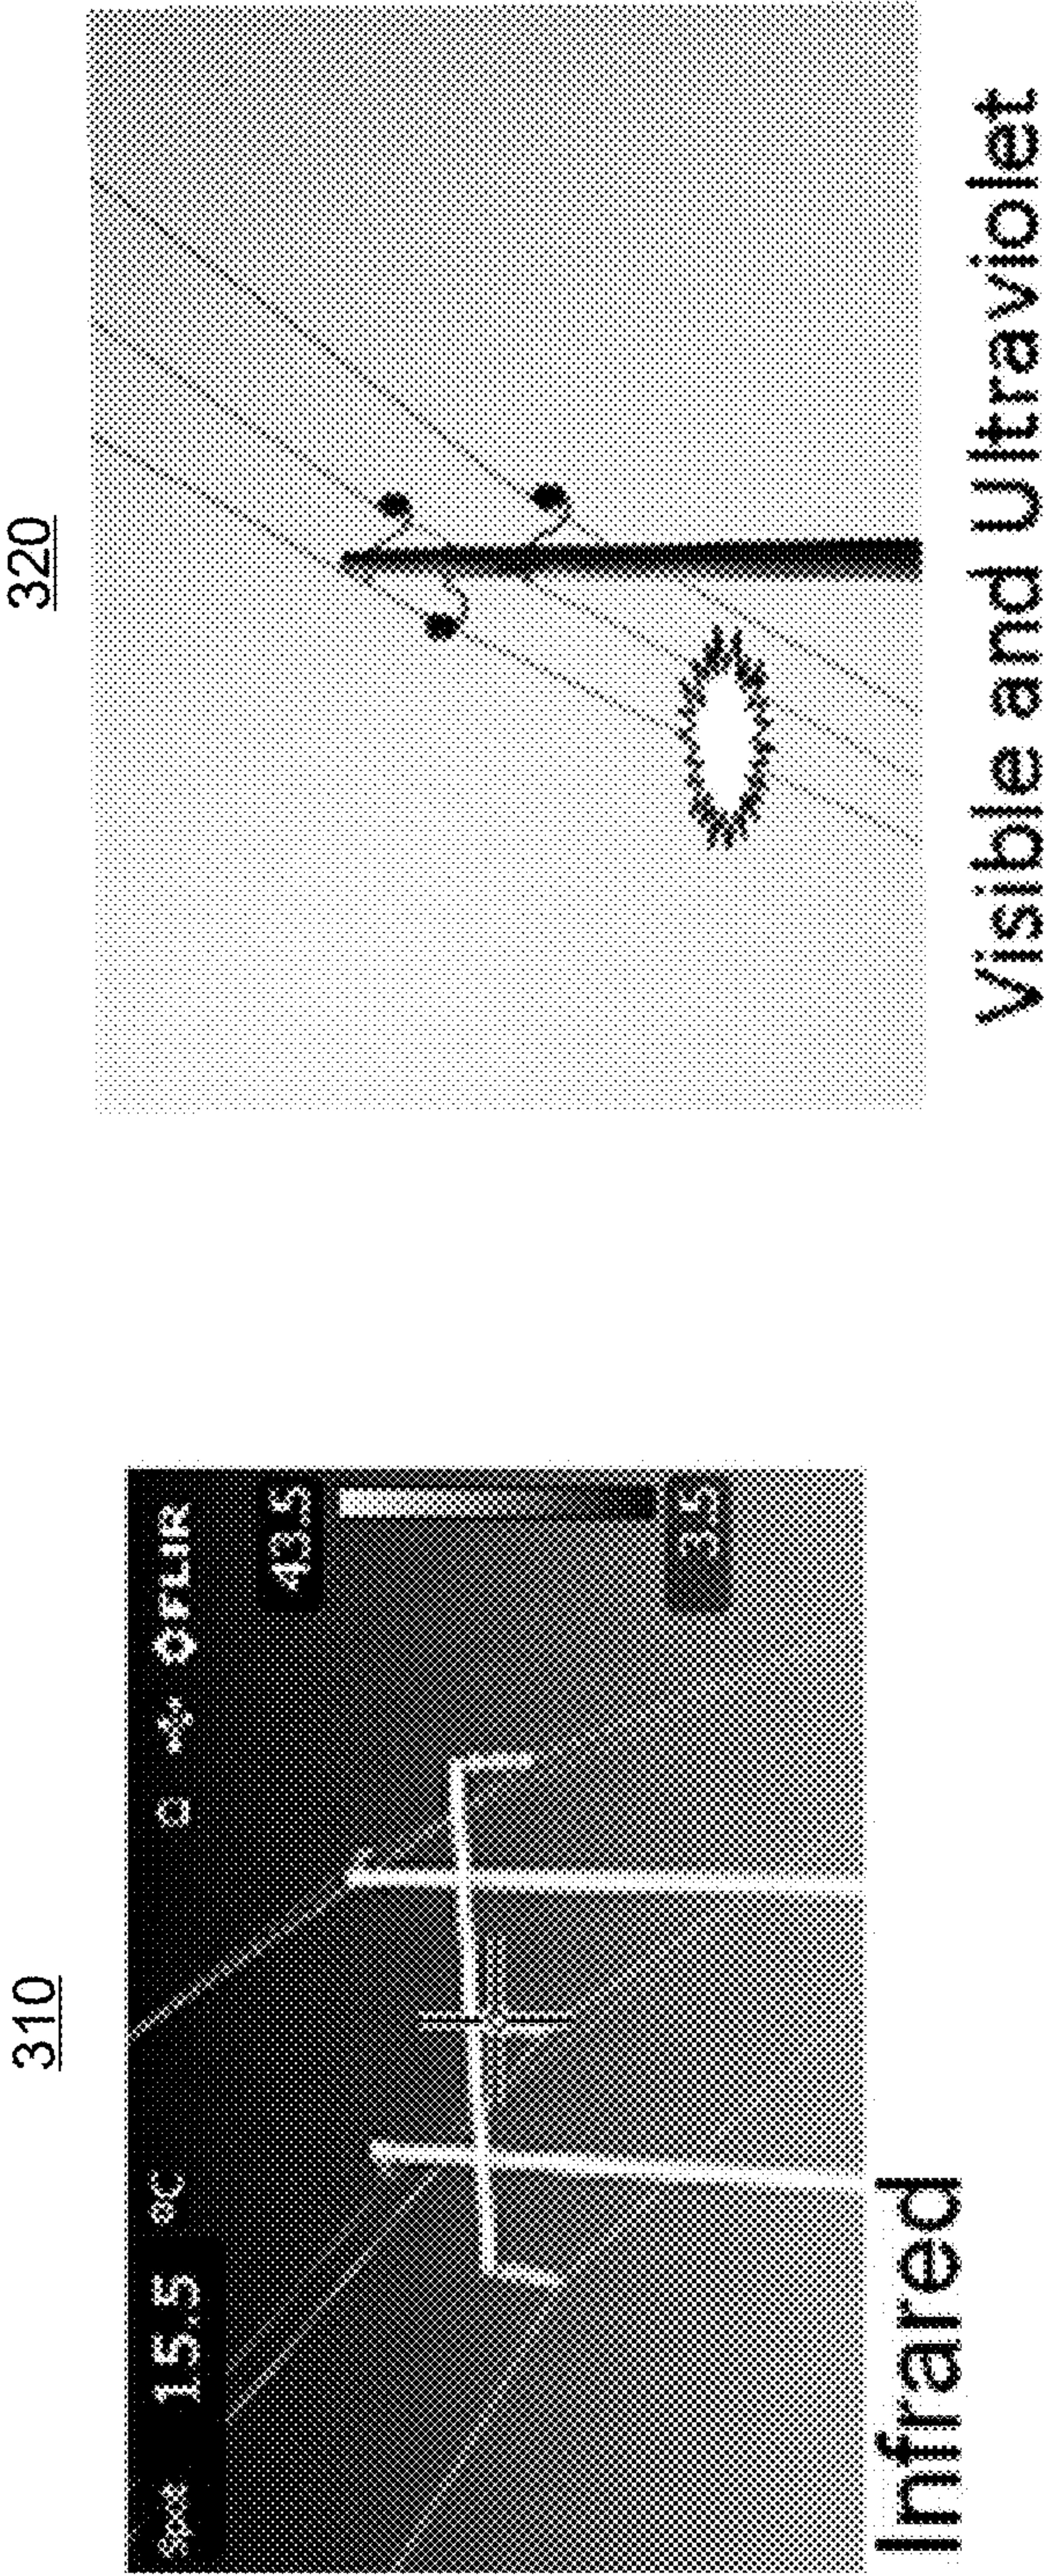 310
Spot 15.5 °C
FLIR
43.5
3.5
Infrared
320
Visible and Ultraviolet